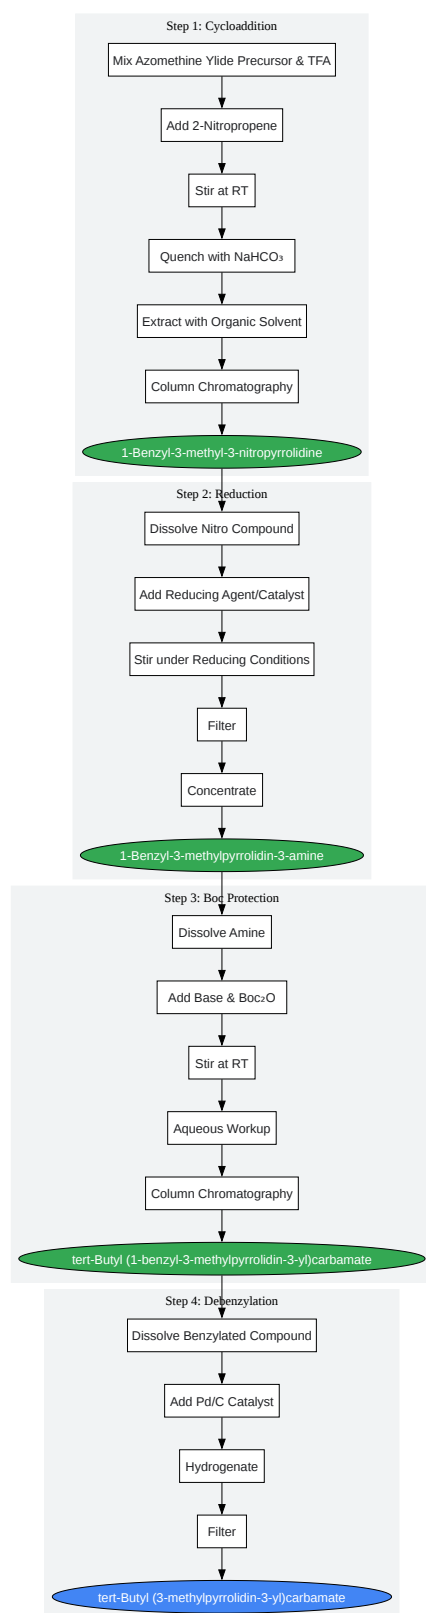 Step 1: Cycloaddition
Mix Azomethine Ylide Precursor & TFA
Add 2-Nitropropene
Stir at RT
Quench with NaHCO₃
Extract with Organic Solvent
Column Chromatography
1-Benzyl-3-methyl-3-nitropyrrolidine
Step 2: Reduction
Dissolve Nitro Compound
Add Reducing Agent/Catalyst
Stir under Reducing Conditions
Filter
Concentrate
1-Benzyl-3-methylpyrrolidin-3-amine
Step 3: Boc Protection
Dissolve Amine
Add Base & Boc₂O
Stir at RT
Aqueous Workup
Column Chromatography
tert-Butyl (1-benzyl-3-methylpyrrolidin-3-yl)carbamate
Step 4: Debenzylation
Dissolve Benzylated Compound
Add Pd/C Catalyst
Hydrogenate
Filter
tert-Butyl (3-methylpyrrolidin-3-yl)carbamate